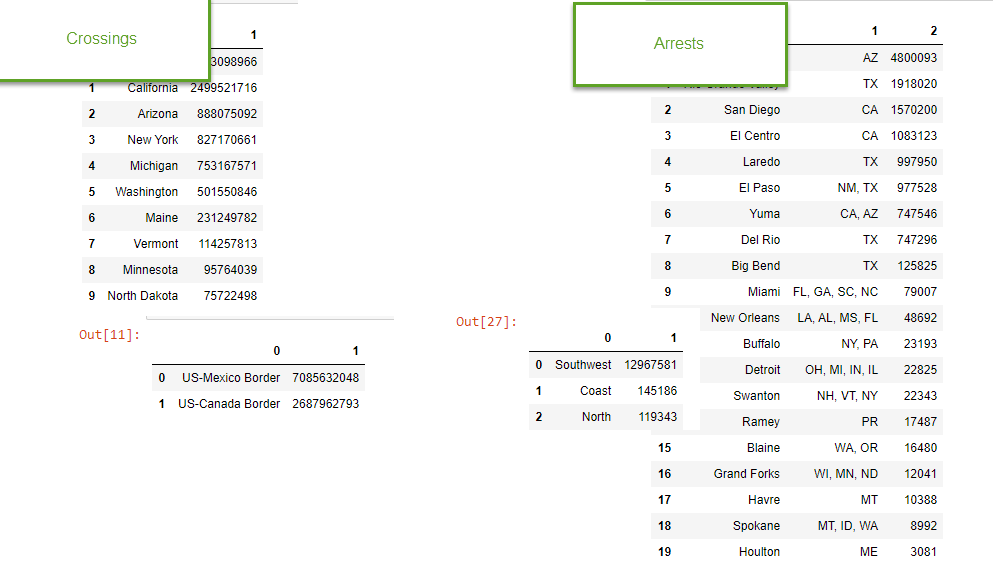 Crossings
1
3098966
1 California 2499521716
2 Arizona 888075092
3 New York 827170661
4 Michigan 753167571
5 Washington 501550846
6 Maine 231249782
7 Vermont 114257813
8 Minnesota 95764039
9 North Dakota 75722498
Out[11]:
0 1
0 US-Mexico Border 7085632048
1 US-Canada Border 2687962793
Out[27]:
0 1
0 Southwest 12967581
1 Coast 145186
2 North 119343
Arrests
1 2
AZ 4800093
TX 1918020
2 San Diego CA 1570200
3 El Centro CA 1083123
4 Laredo TX 997950
5 El Paso NM, TX 977528
6 Yuma CA, AZ 747546
7 Del Rio TX 747296
8 Big Bend TX 125825
9 Miami FL, GA, SC, NC 79007
New Orleans LA, AL, MS, FL 48692
Buffalo NY, PA 23193
Detroit OH, MI, IN, IL 22825
Swanton NH, VT, NY 22343
Ramey PR 17487
15 Blaine WA, OR 16480
16 Grand Forks WI, MN, ND 12041
17 Havre MT 10388
18 Spokane MT, ID, WA 8992
19 Houlton ME 3081